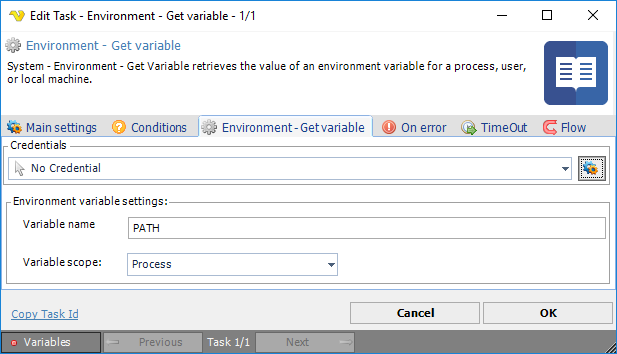 Edit Task - Environment - Get variable - 1/1
Environment - Get variable
System - Environment - Get Variable retrieves the value of an environment variable for a process, user,
or local machine.
Main settings Conditions Environment - Get variable On error TimeOut Flow
Credentials
No Credential
Environment variable settings:
Variable name PATH
Variable scope: Process
Copy Task Id Cancel OK
Variables Previous Task 1/1 Next